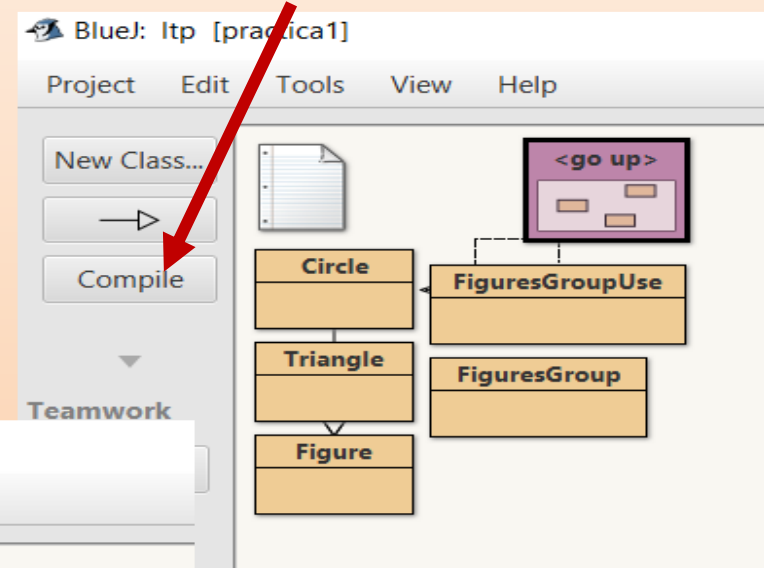 BlueJ: ltp [practica1]
Project Edit Tools View Help
New Class...
<go up>
Compile
Circle
FiguresGroupUse
Triangle
FiguresGroup
Teamwork
Figure